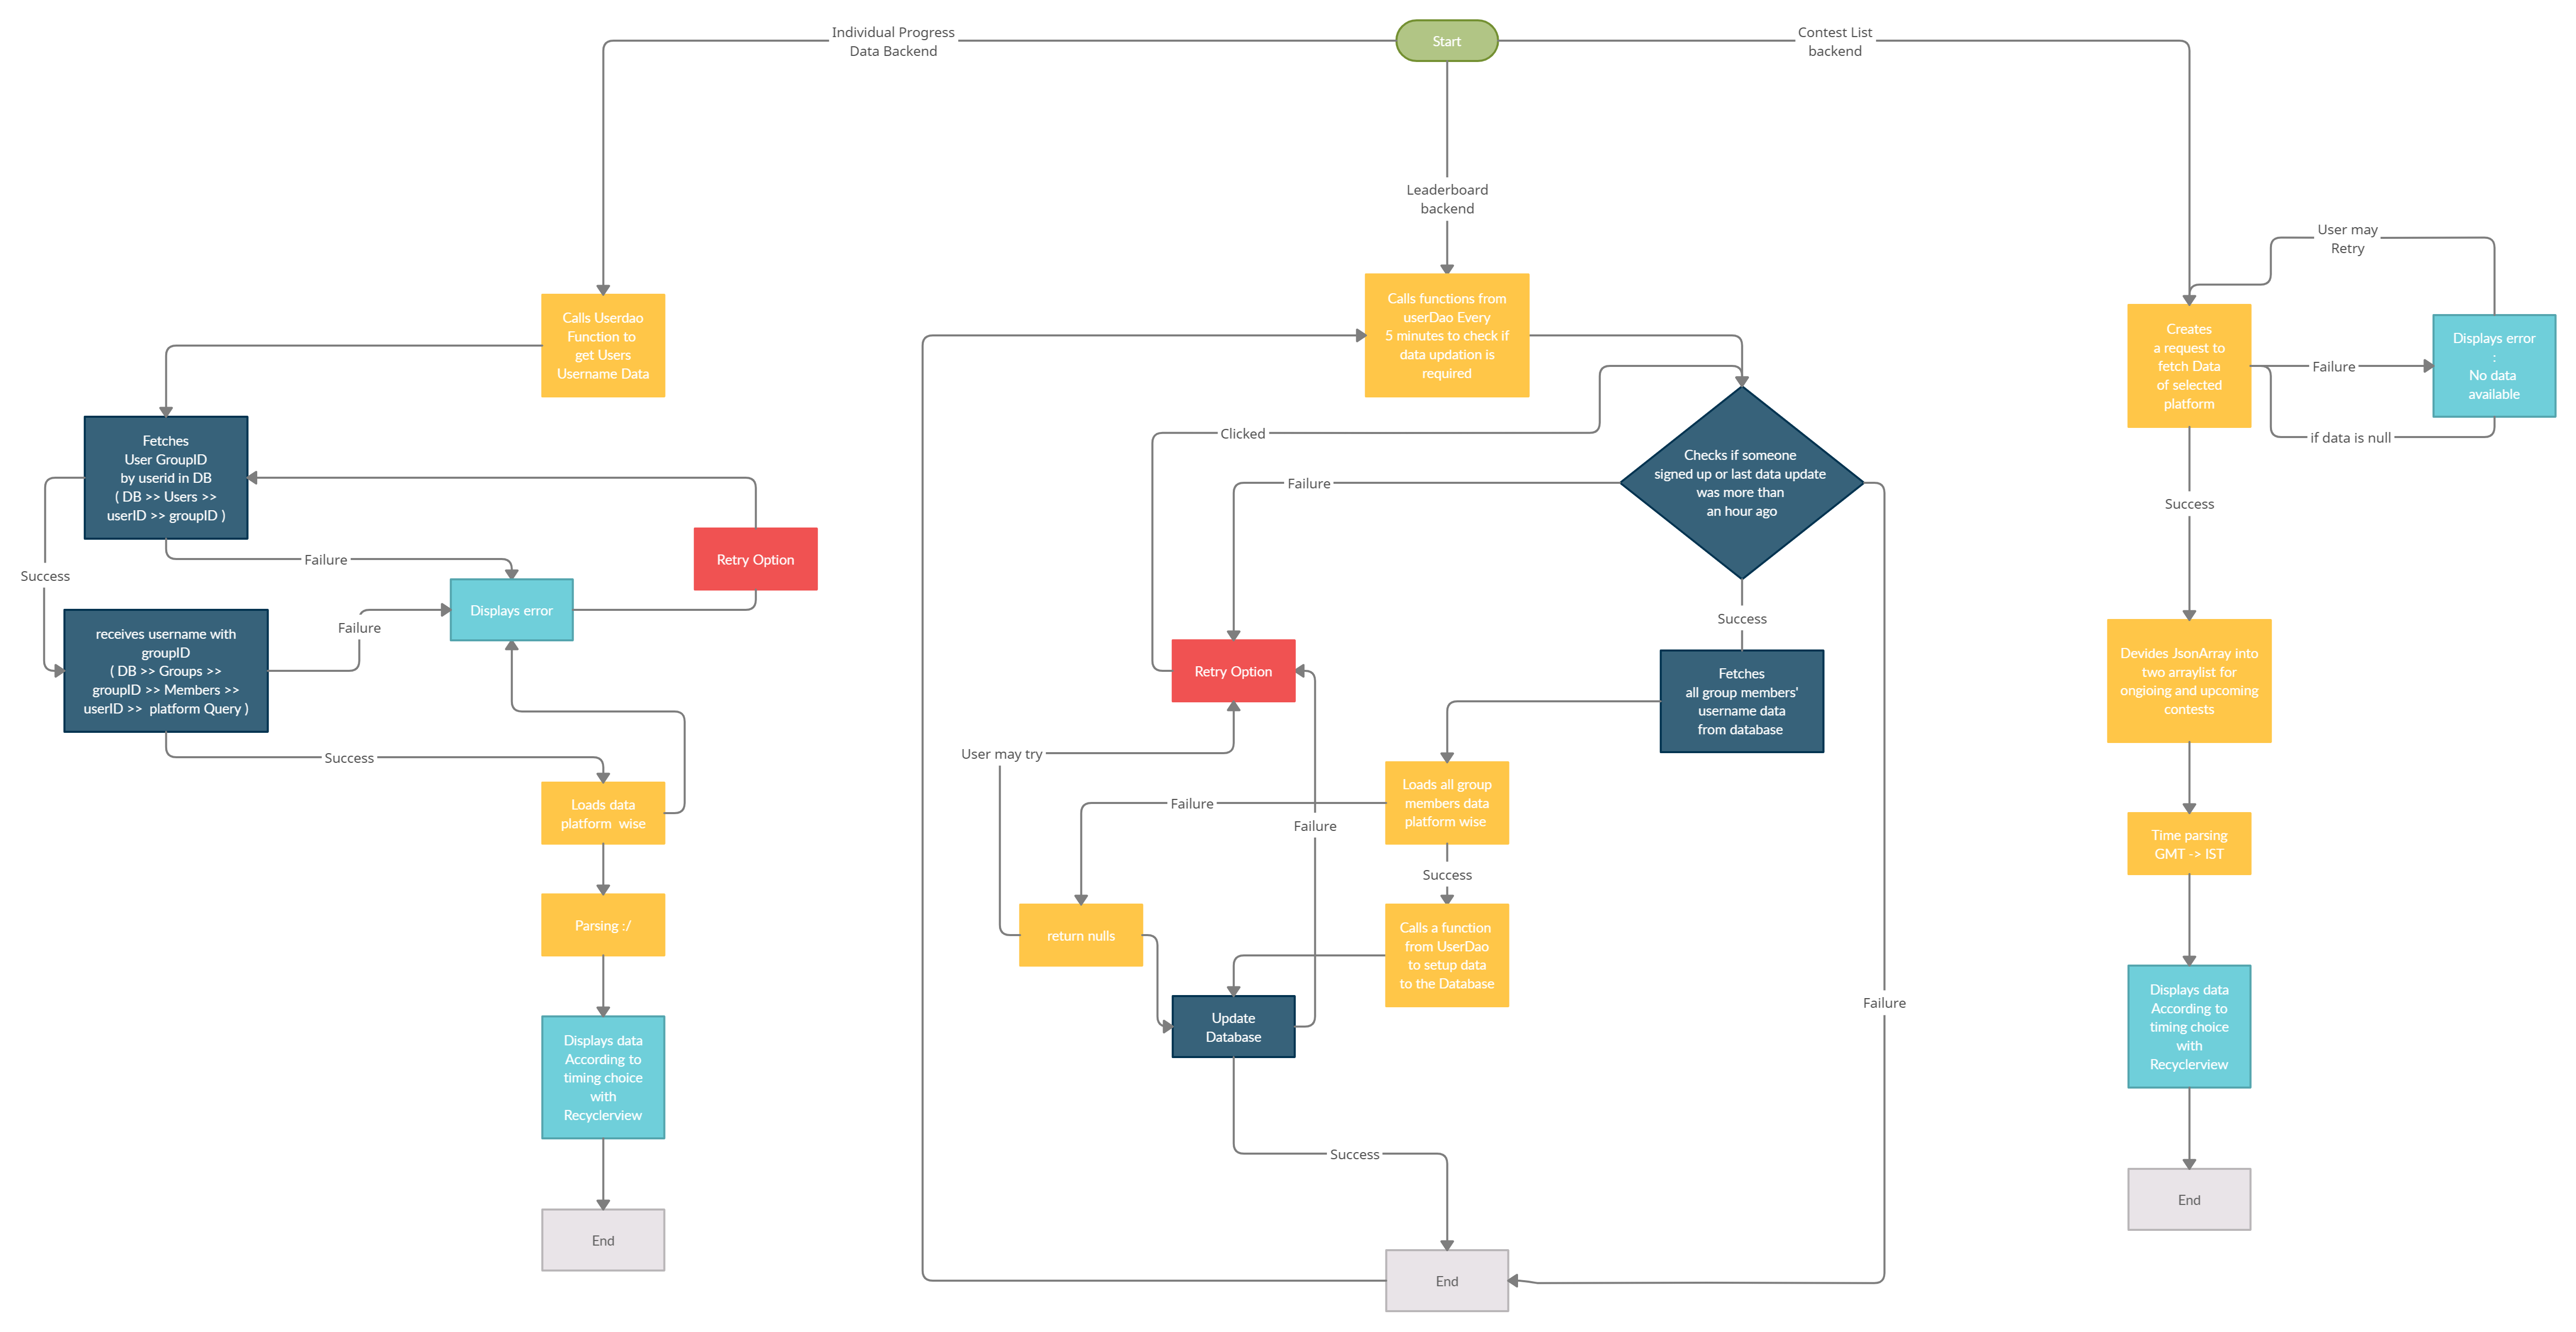 Start
Individual Progress
Data Backend
Contest List
backend
Leaderboard
backend
Calls Userdao
Function to
get Users
Username Data
Fetches
User GroupID
by userid in DB
( DB >> Users >>
userID >> groupID )
Success
Failure
Retry Option
Displays error
receives username with
groupID
( DB >> Groups >>
groupID >> Members >>
userID >> platform Query )
Failure
Success
Loads data
platform wise
Parsing :/
Displays data
According to
timing choice
with
Recyclerview
End
Calls functions from
userDao Every
5 minutes to check if
data updation is
required
Clicked
Checks if someone
signed up or last data update
was more than
an hour ago
Failure
Success
Retry Option
Fetches
all group members'
username data
from database
User may try
Loads all group
members data
platform wise
Failure
Failure
Success
return nulls
Calls a function
from UserDao
to setup data
to the Database
Update
Database
Failure
Success
End
User may
Retry
Creates
a request to
fetch Data
of selected
platform
Failure
Displays error
:
No data
available
if data is null
Success
Devides JsonArray into
two arraylist for
ongioing and upcoming
contests
Time parsing
GMT -> IST
Displays data
According to
timing choice
with
Recyclerview
End